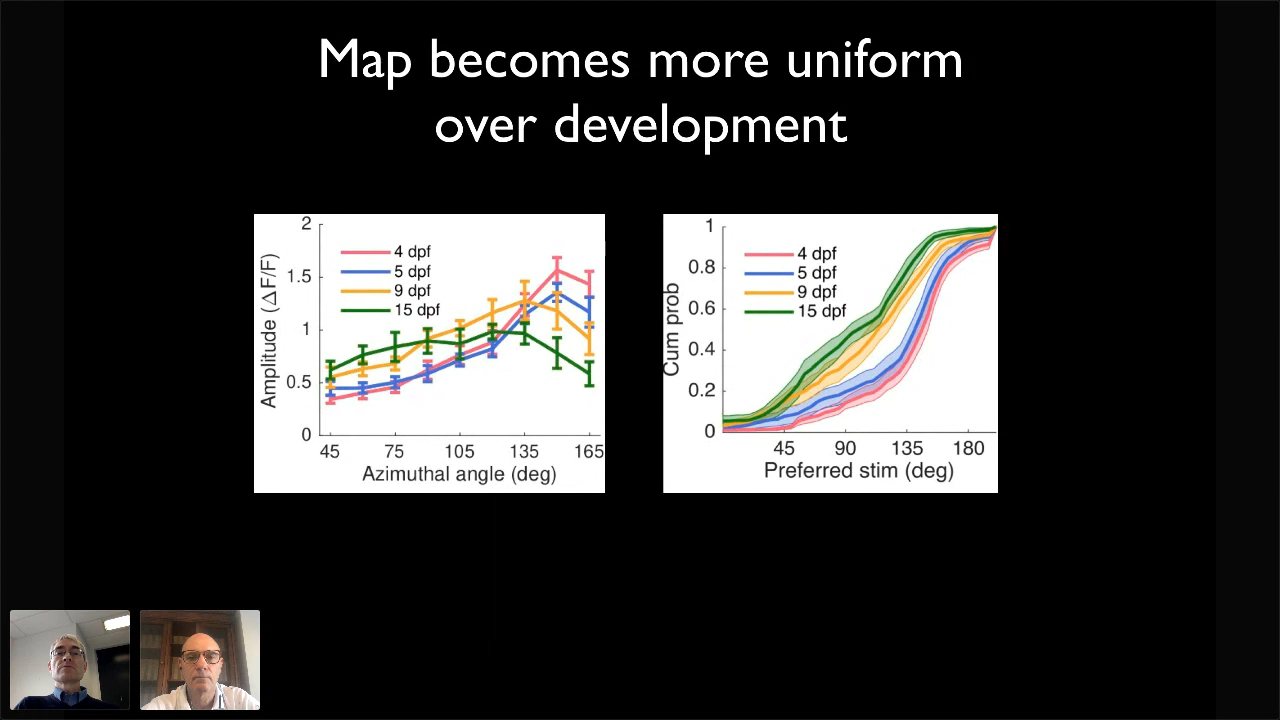 Map becomes more uniform
over development
2
1.5
1
0.5
0
Amplitude (△F/F)
4 dpf
5 dpf
9 dpf
15 dpf
45 75 105 135 165
Azimuthal angle (deg)
1
0.8
0.6
0.4
0.2
0
Cum prob
4 dpf
5 dpf
9 dpf
15 dpf
45 90 135 180
Preferred stim (deg)